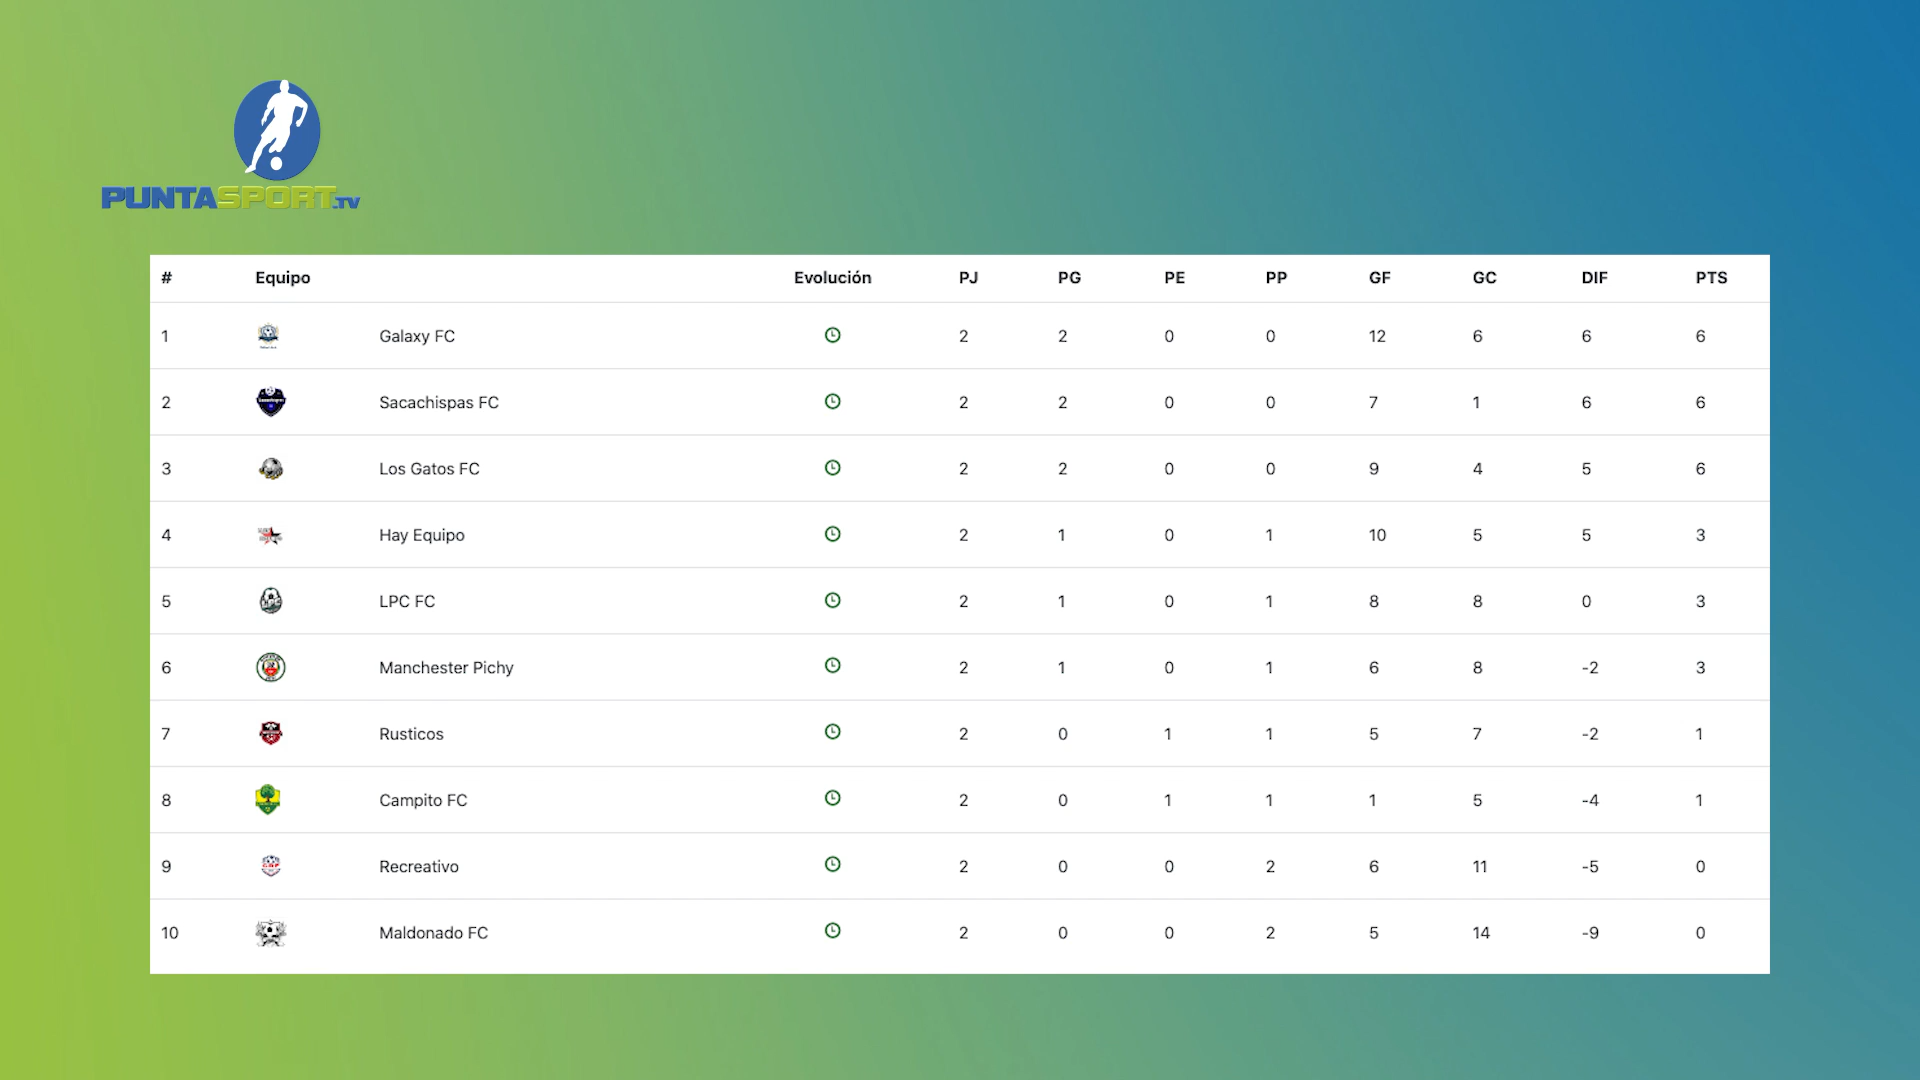 PUNTASPORT.TV
# Equipo Evolución PJ PG PE PP GF GC DIF PTS
1 Galaxy FC 2 2 0 0 12 6 6 6
2 Sacachispas FC 2 2 0 0 7 1 6 6
3 Los Gatos FC 2 2 0 0 9 4 5 6
4 Hay Equipo 2 1 0 1 10 5 5 3
5 LPC FC 2 1 0 1 8 8 0 3
6 Manchester Pichy 2 1 0 1 6 8 -2 3
7 Rusticos 2 0 1 1 5 7 -2 1
8 Campito FC 2 0 1 1 1 5 -4 1
9 Recreativo 2 0 0 2 6 11 -5 0
10 Maldonado FC 2 0 0 2 5 14 -9 0